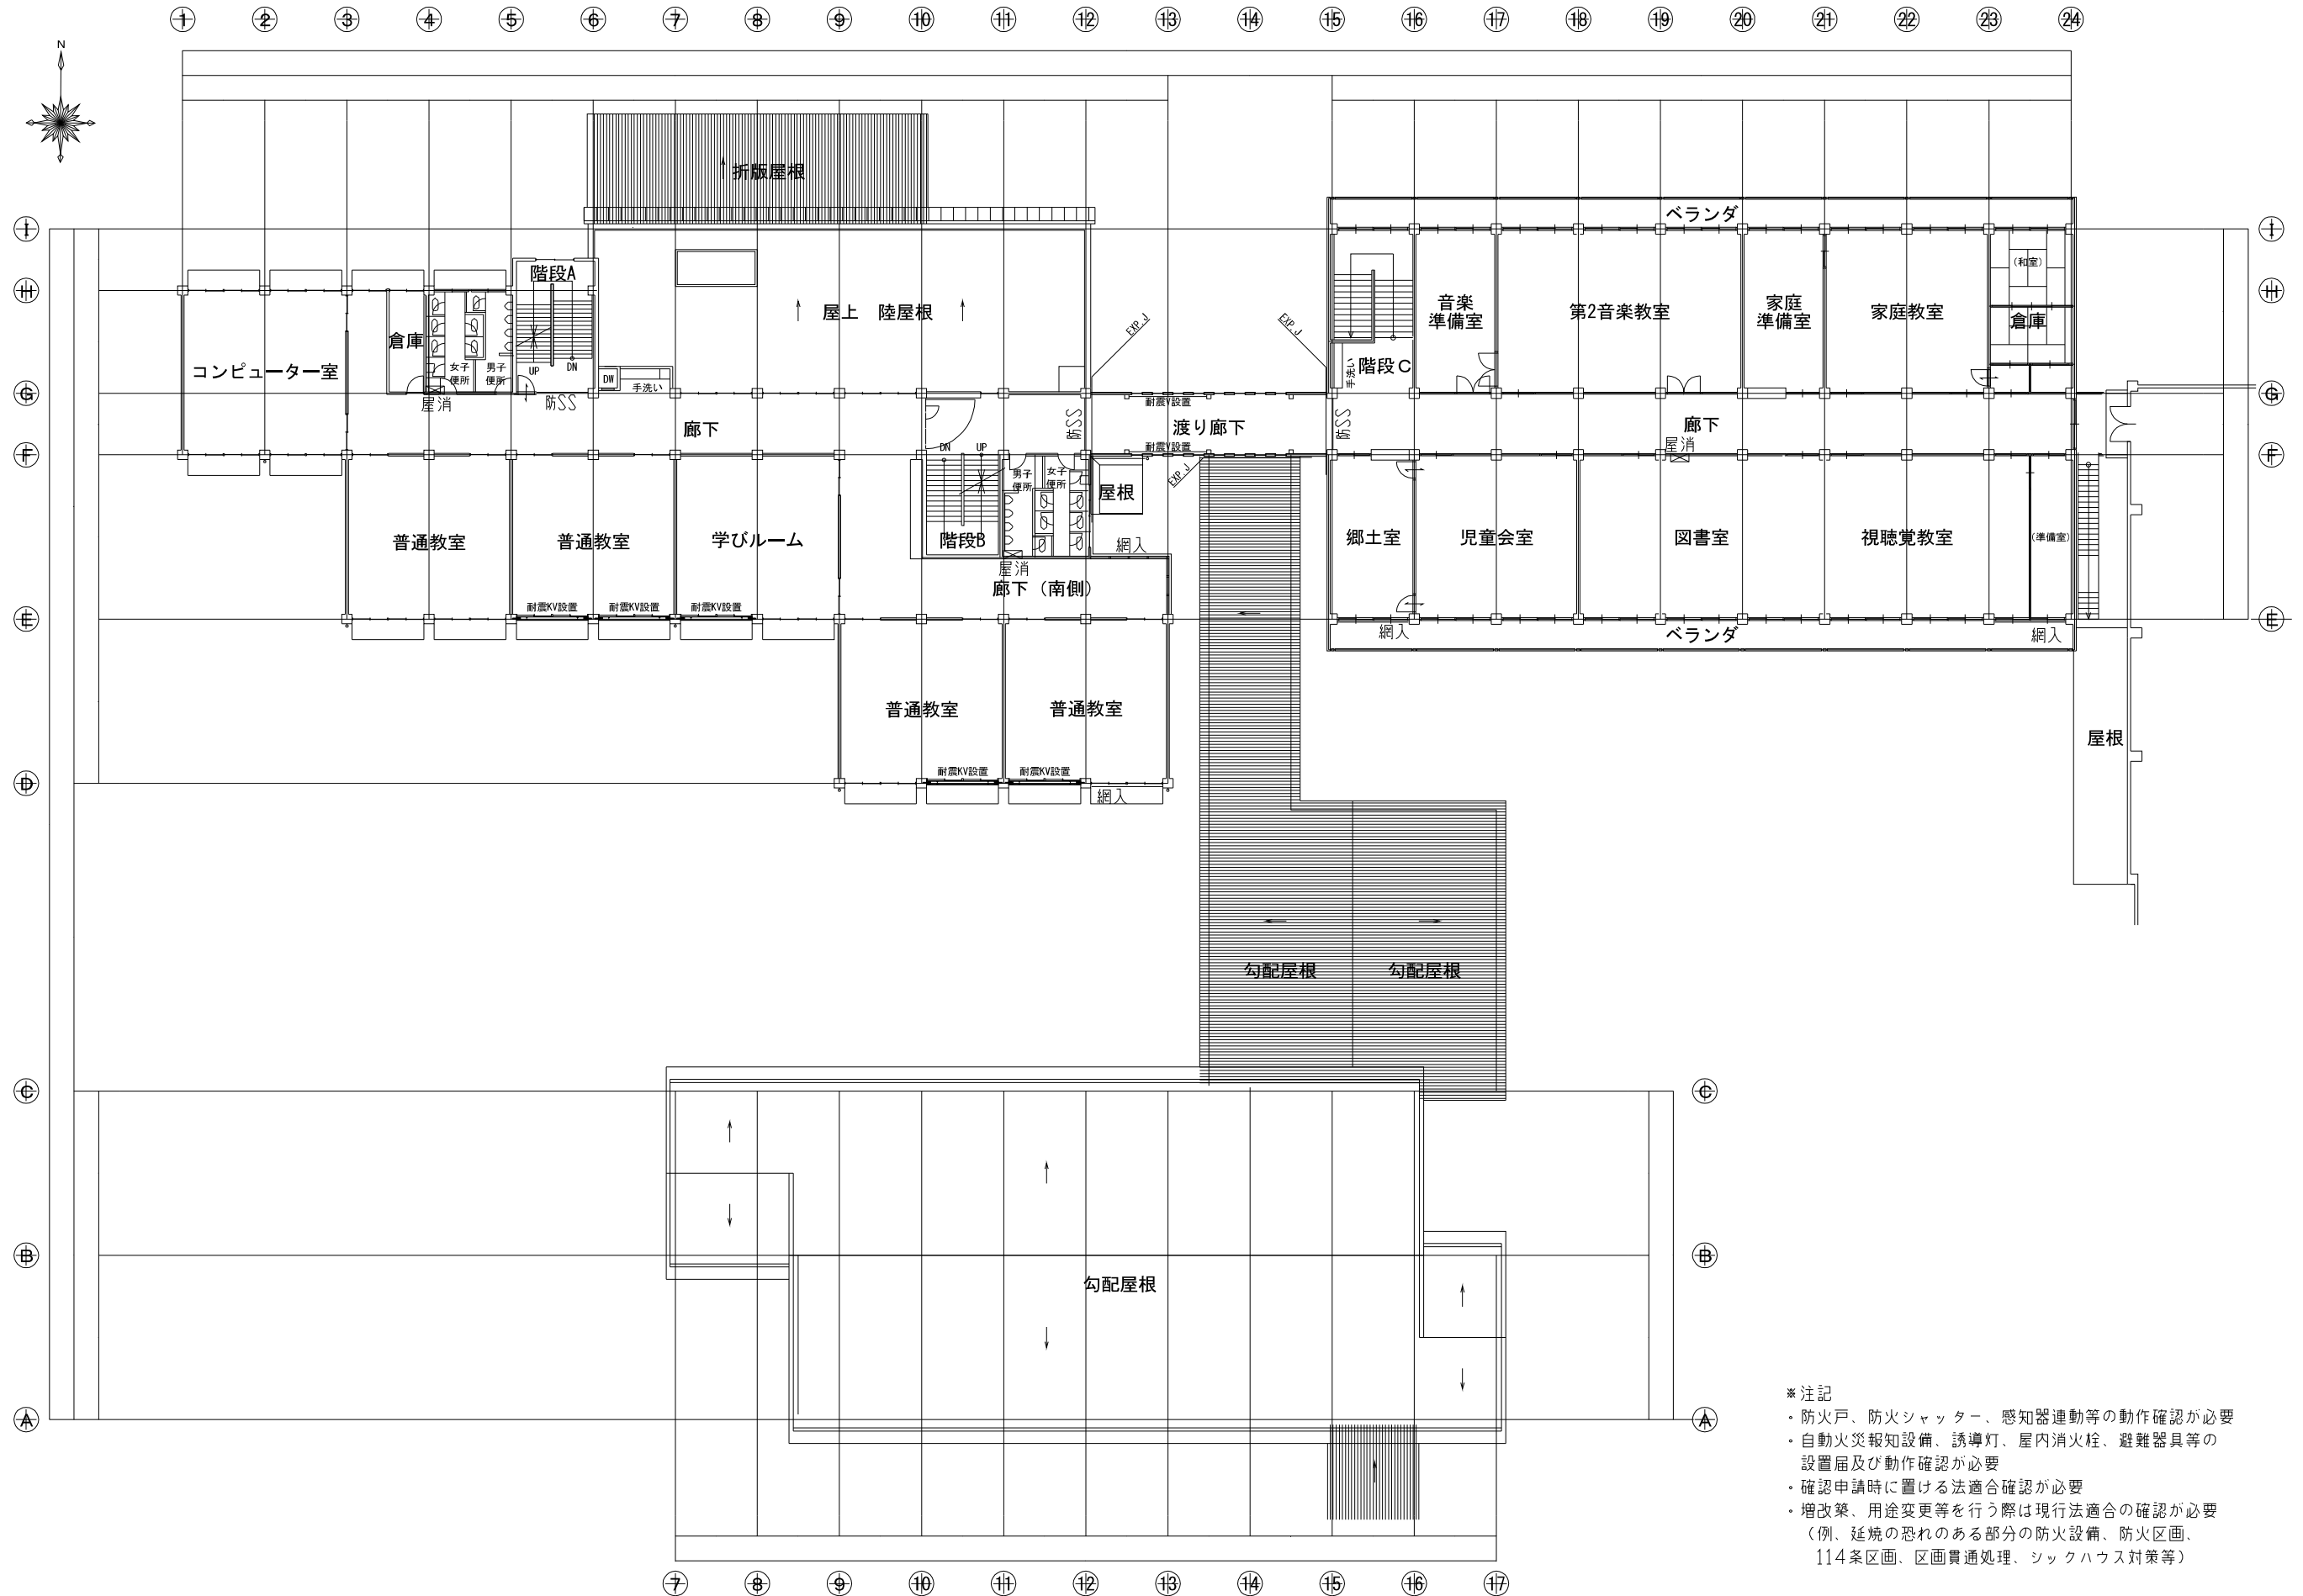 ① ② ③ ④ ⑤ ⑥ ⑦ ⑧ ⑨ ⑩ ⑪ ⑫ ⑬ ⑭ ⑮ ⑯ ⑰ ⑱ ⑲ ⑳ ㉑ ㉒ ㉓ ㉔
N
折版屋根
ベランダ
Ⓘ Ⓘ
階段A
(和室)
Ⓗ Ⓗ
屋上 陸屋根
EXP.J
EXP.J
音楽
準備室
第2音楽教室
家庭
準備室
家庭教室
倉庫
倉庫
コンピューター室
女子
便所
男子
便所
UP
DN
DW
手洗い
手洗い
階段C
Ⓖ Ⓖ
屋消
防SS
耐震V設置
防SS
防SS
廊下
渡り廊下
廊下
耐震V設置
屋消
Ⓕ Ⓕ
DN
UP
男子
便所
女子
便所
EXP.J
屋根
普通教室
普通教室
学びルーム
階段B
網入
郷土室
児童会室
図書室
視聴覚教室
(準備室)
屋消
廊下(南側)
耐震KV設置
耐震KV設置
耐震KV設置
Ⓔ Ⓔ
網入
ベランダ
網入
普通教室
普通教室
屋根
耐震KV設置
耐震KV設置
Ⓓ
網入
勾配屋根
勾配屋根
Ⓒ Ⓒ
Ⓑ Ⓑ
勾配屋根
Ⓐ Ⓐ
※注記
・防火戸、防火シャッター、感知器連動等の動作確認が必要
・自動火災報知設備、誘導灯、屋内消火栓、避難器具等の
設置届及び動作確認が必要
・確認申請時に置ける法適合確認が必要
・増改築、用途変更等を行う際は現行法適合の確認が必要
(例、延焼の恐れのある部分の防火設備、防火区画、
114条区画、区画貫通処理、シックハウス対策等)
⑦ ⑧ ⑨ ⑩ ⑪ ⑫ ⑬ ⑭ ⑮ ⑯ ⑰